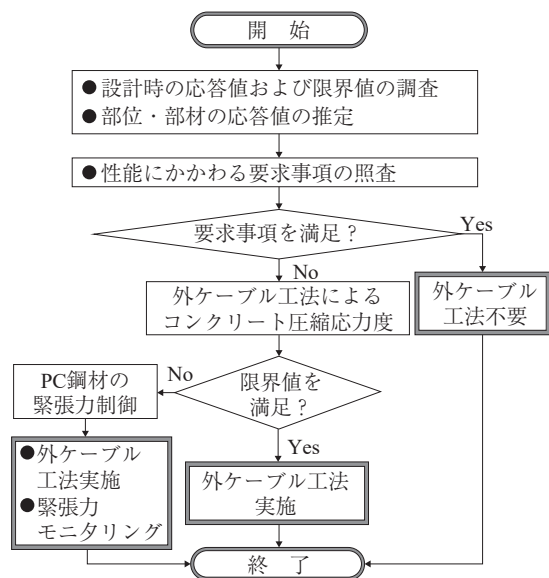 開 始
●設計時の応答値および限界値の調査
●部位・部材の応答値の推定
●性能にかかわる要求事項の照査
要求事項を満足？
Yes
No
外ケーブル工法による
コンクリート圧縮応力度
外ケーブル
工法不要
限界値を
満足？
No
Yes
PC鋼材の
緊張力制御
●外ケーブル
工法実施
●緊張力
モニタリング
外ケーブル工法
実施
終 了